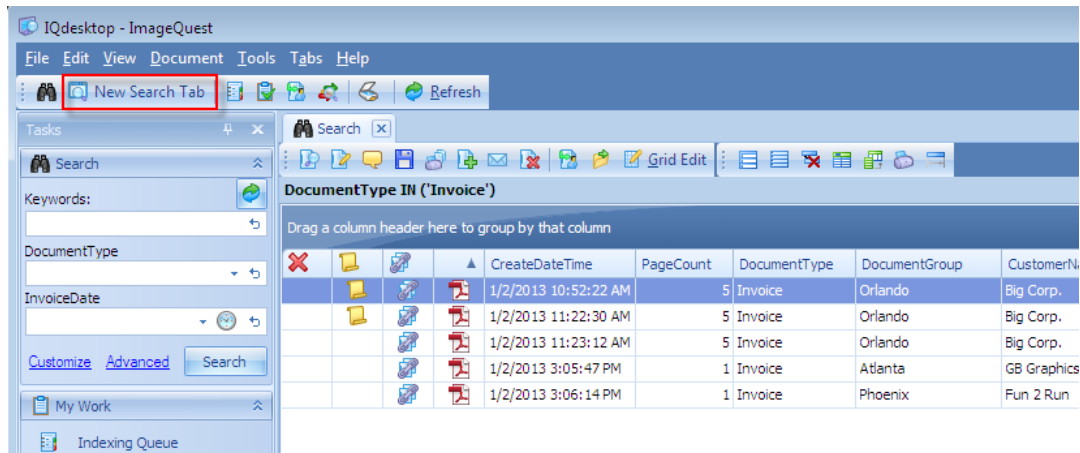 IQdesktop - ImageQuest
File Edit View Document Tools Tabs Help
New Search Tab Refresh
Tasks
Search
Search
Grid Edit
Keywords:
DocumentType IN ('Invoice')
Drag a column header here to group by that column
DocumentType
InvoiceDate
Customize Advanced Search
My Work
Indexing Queue
CreateDateTime PageCount DocumentType DocumentGroup CustomerNa
1/2/2013 10:52:22 AM 5 Invoice Orlando Big Corp.
1/2/2013 11:22:30 AM 5 Invoice Orlando Big Corp.
1/2/2013 11:23:12 AM 5 Invoice Orlando Big Corp.
1/2/2013 3:05:47 PM 1 Invoice Atlanta GB Graphics
1/2/2013 3:06:14 PM 1 Invoice Phoenix Fun 2 Run